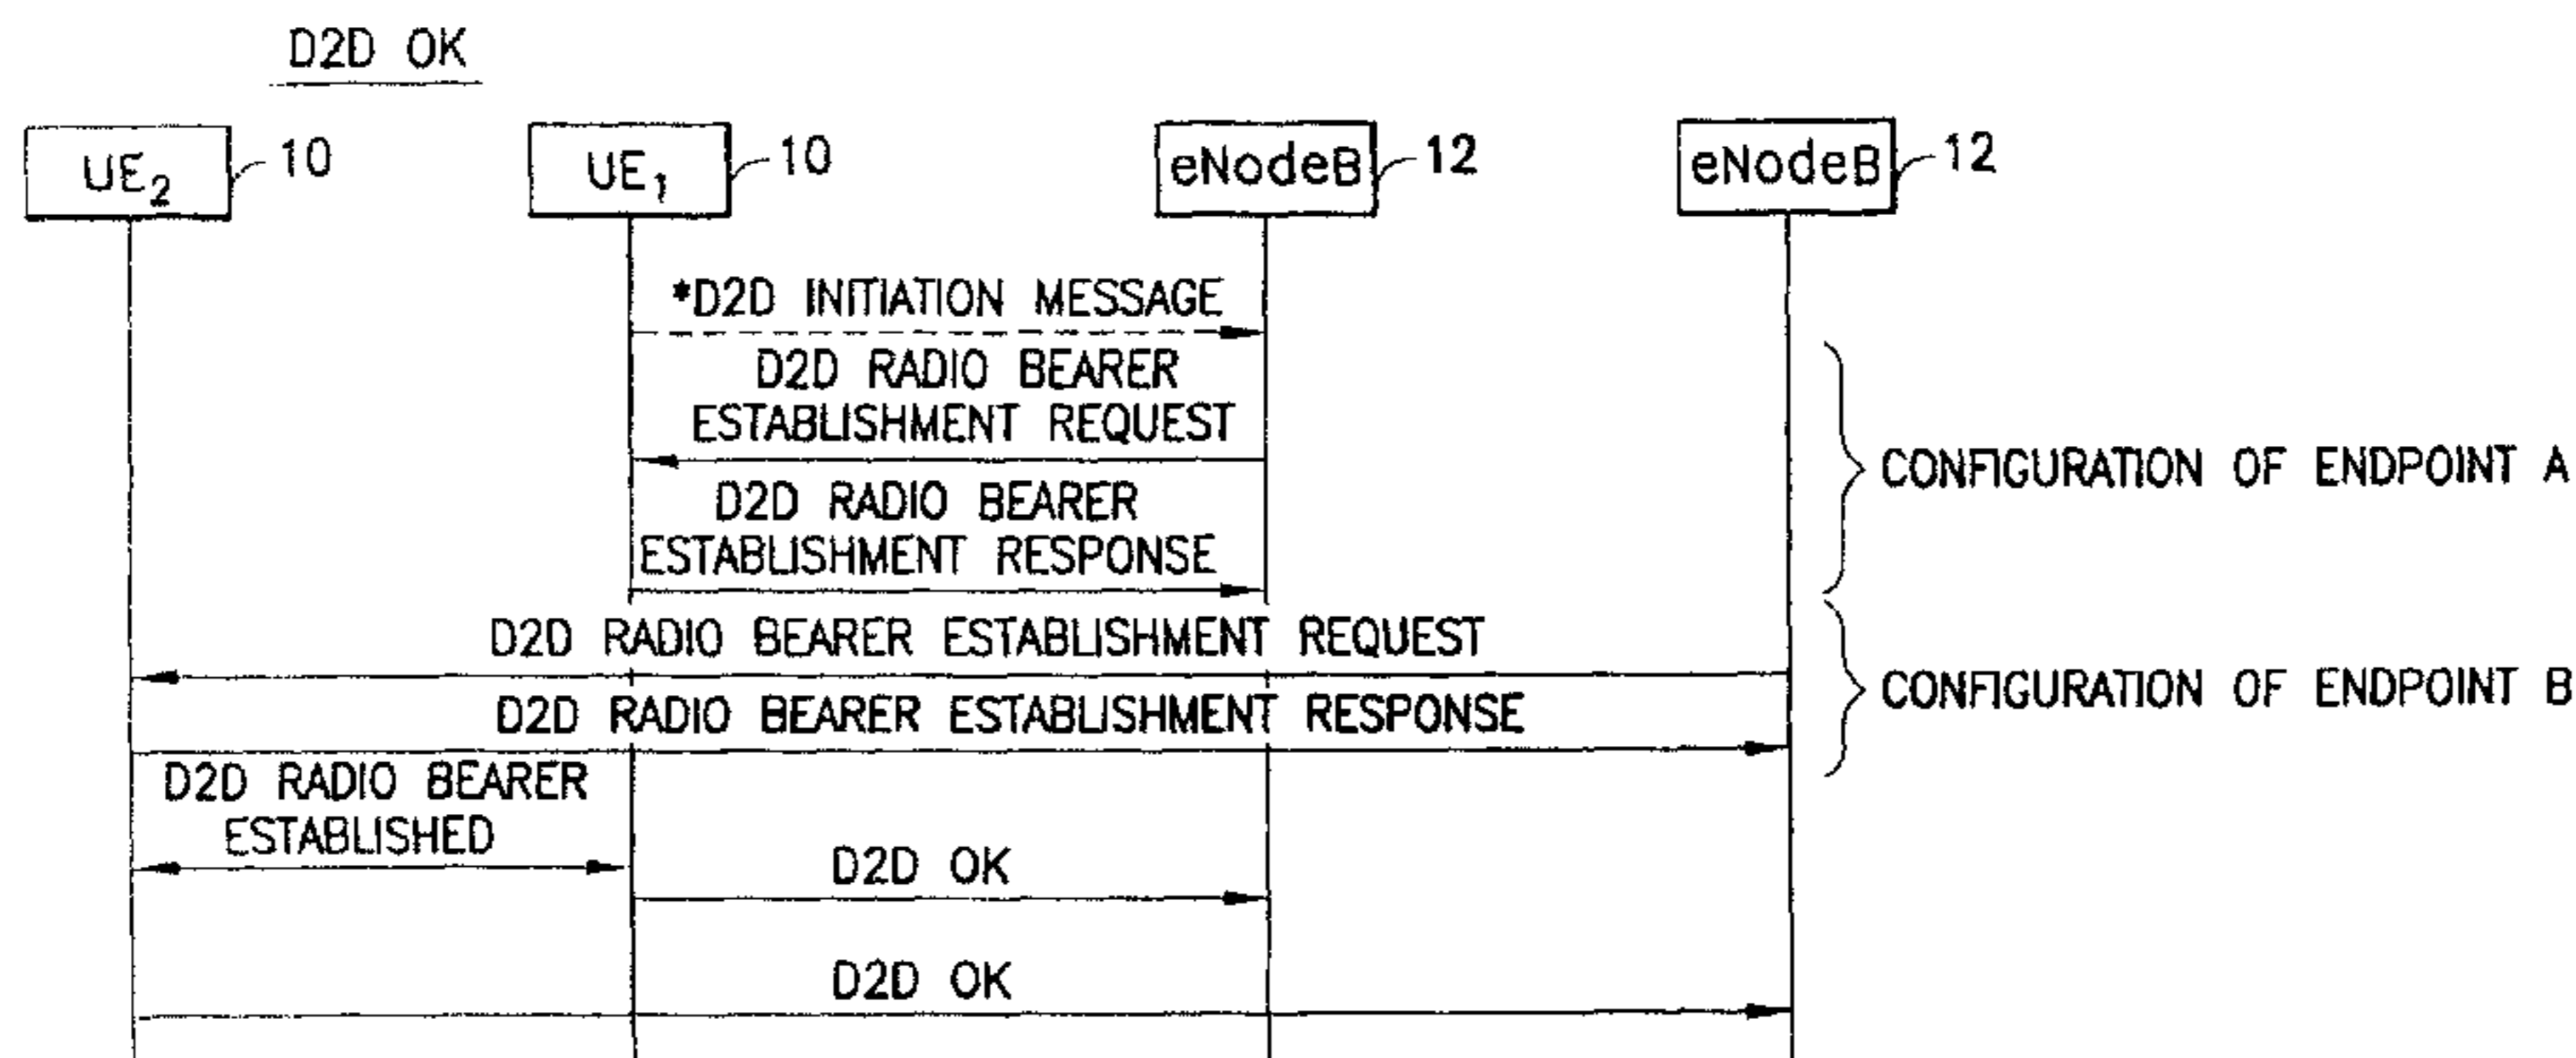 D2D OK
UE2 10
UE1 10
eNodeB 12
eNodeB 12
*D2D INITIATION MESSAGE
D2D RADIO BEARER
ESTABLISHMENT REQUEST
CONFIGURATION OF ENDPOINT A
D2D RADIO BEARER
ESTABLISHMENT RESPONSE
D2D RADIO BEARER ESTABLISHMENT REQUEST
CONFIGURATION OF ENDPOINT B
D2D RADIO BEARER ESTABLISHMENT RESPONSE
D2D RADIO BEARER
ESTABLISHED
D2D OK
D2D OK